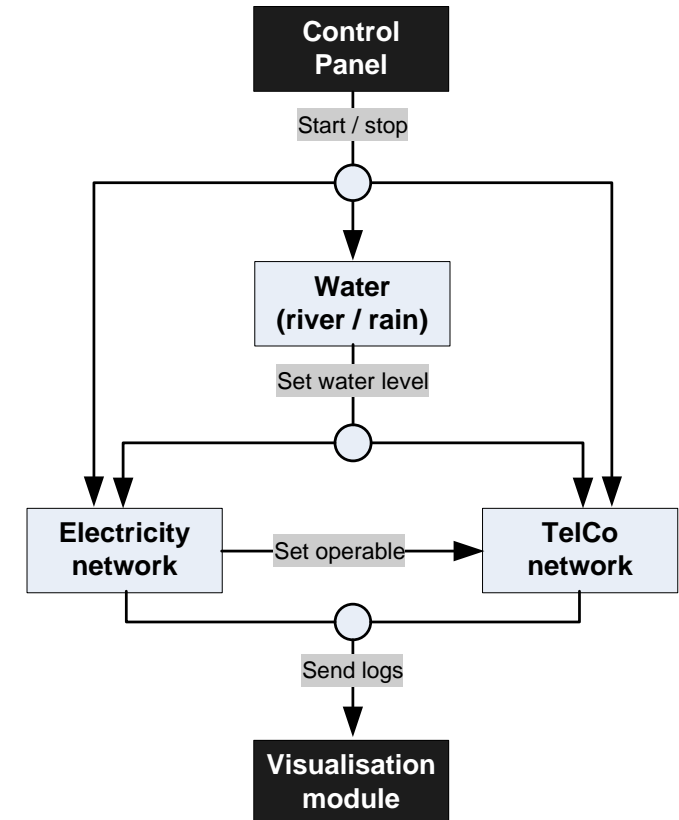 Control
Panel
Start / stop
Water
(river / rain)
Set water level
Electricity
network
Set operable
TelCo
network
Send logs
Visualisation
module